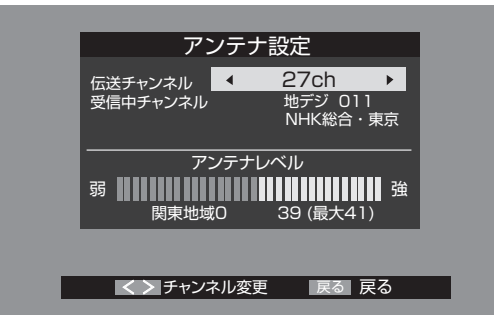 アンテナ設定
伝送チャンネル ◀ 27ch ▶
受信中チャンネル 地デジ 011
NHK総合・東京
アンテナレベル
弱 強
関東地域0 39 (最大41)
＜＞ チャンネル変更 戻る 戻る